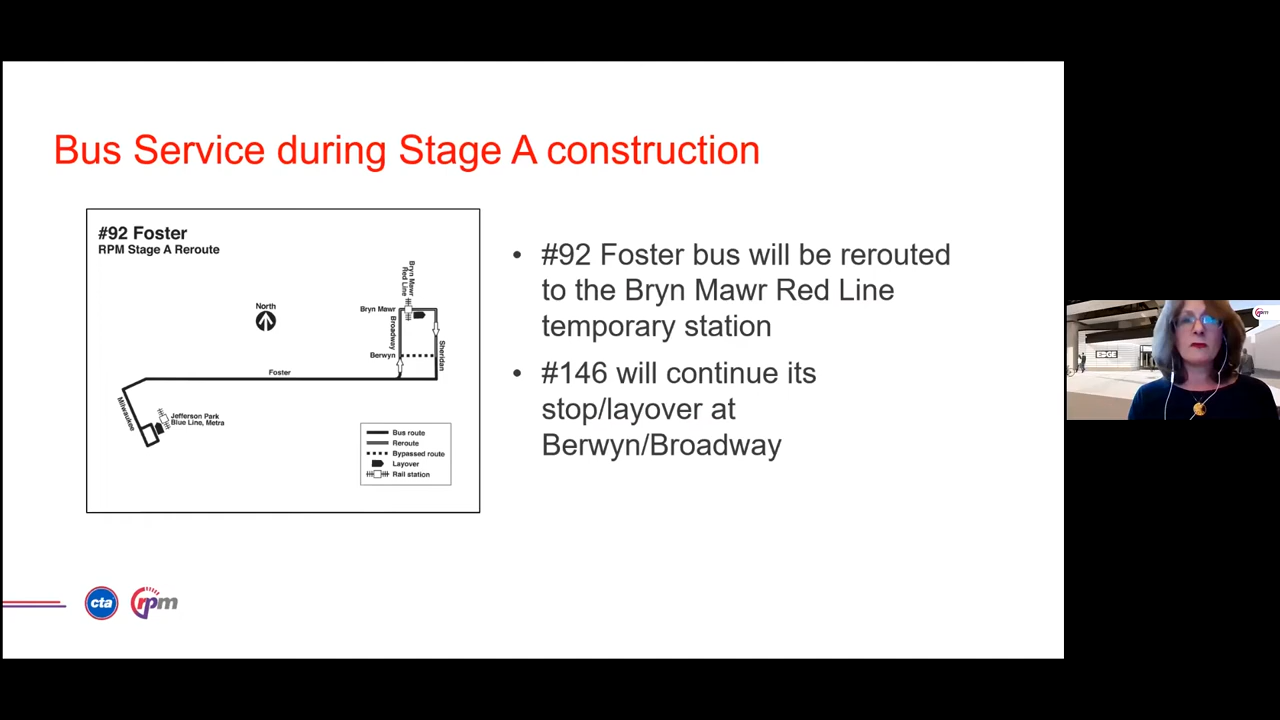 Bus Service during Stage A construction
#92 Foster
RPM Stage A Reroute
North
Bryn Mawr
Red Line
Bryn Mawr
Broadway
Sheridan
Berwyn
Foster
Milwaukee
Jefferson Park
Blue Line, Metra
Bus route
Reroute
Bypassed route
Layover
Rail station
• #92 Foster bus will be rerouted
to the Bryn Mawr Red Line
temporary station
• #146 will continue its
stop/layover at
Berwyn/Broadway
cta
rpm
EDGE
rpm